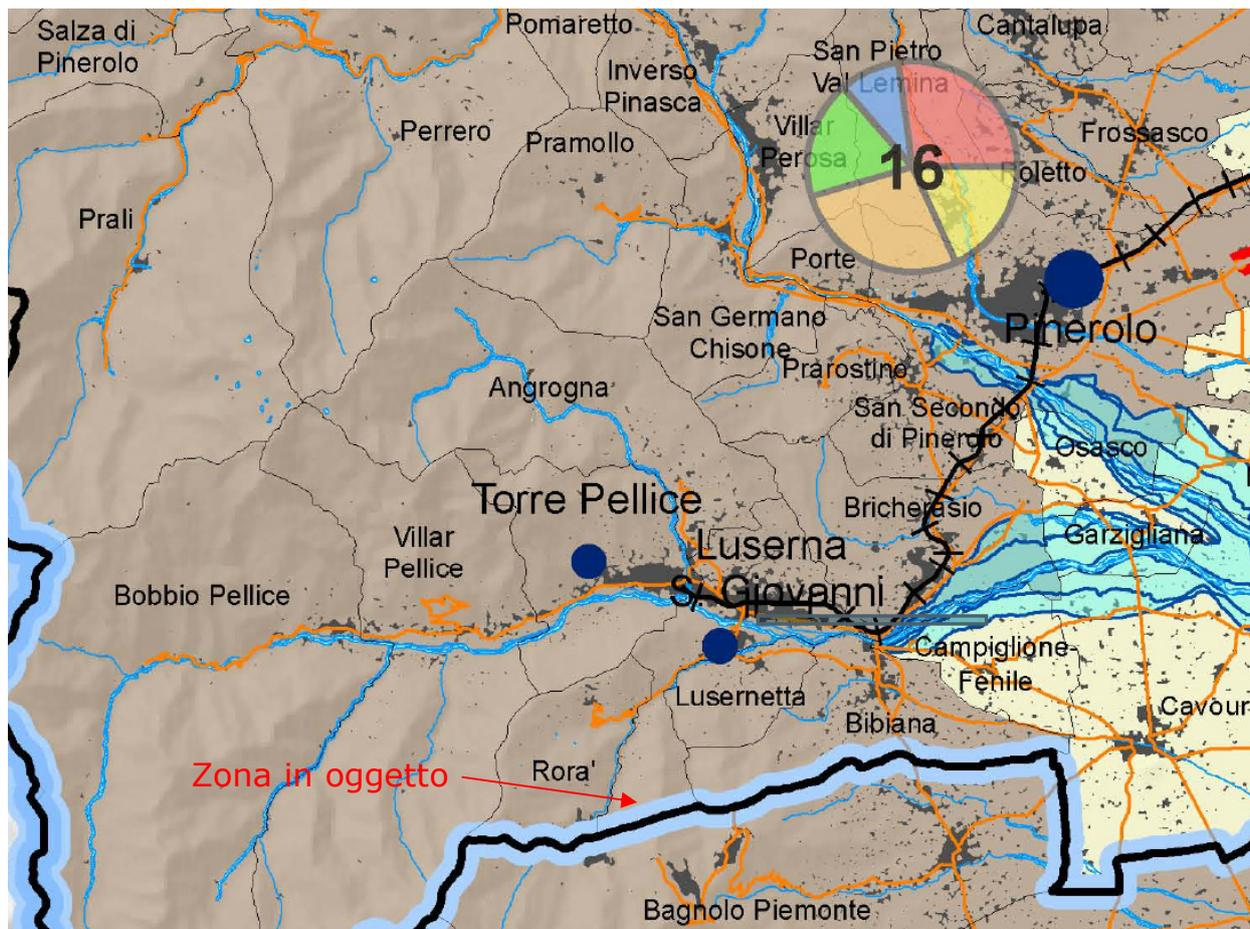 Salza di
Pinerolo
Pomaretto
Cantalupa
San Pietro
Val Lemina
Inverso
Pinasca
Perrero
Pramollo
Villar
Perosa
16
Frossasco
Roletto
Prali
Porte
San Germano
Chisone
Pinerolo
Prarostino
Angrogna
San Secondo
di Pinerolo
Osasco
Torre Pellice
Bricherasio
Villar
Pellice
Luserna
S. Giovanni
Garzigliana
Bobbio Pellice
Campiglione-
Fenile
Lusernetta
Bibiana
Cavour
Zona in oggetto
Rora'
Bagnolo Piemonte